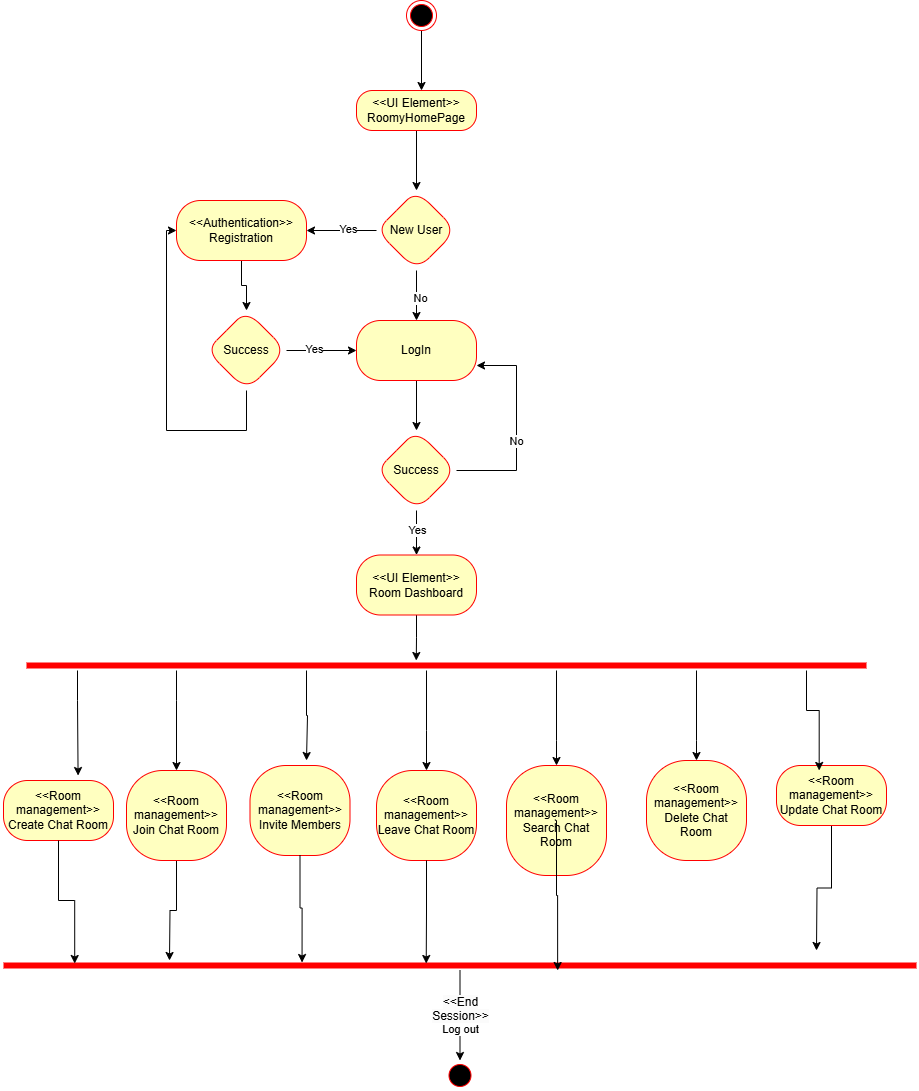 <<UI Element>>
RoomyHomePage
<<Authentication>>
Registration
Yes
New User
No
Success
Yes
LogIn
No
Success
Yes
<<UI Element>>
Room Dashboard
<<Room
management>>
Create Chat Room
<<Room
management>>
Join Chat Room
<<Room
management>>
Invite Members
<<Room
management>>
Leave Chat Room
<<Room
management>>
Search Chat
Room
<<Room
management>>
Delete Chat
Room
<<Room
management>>
Update Chat Room
<<End
Session>>
Log out